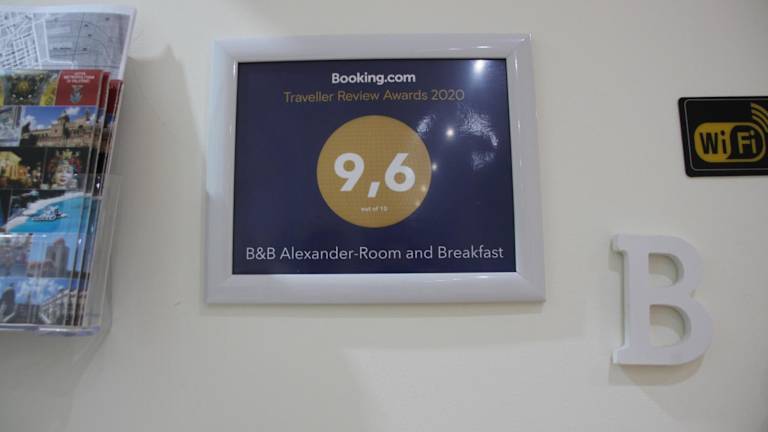 Booking.com
Traveller Review Awards 2020
9,6
out of 10
B&B Alexander-Room and Breakfast
WiFi
B